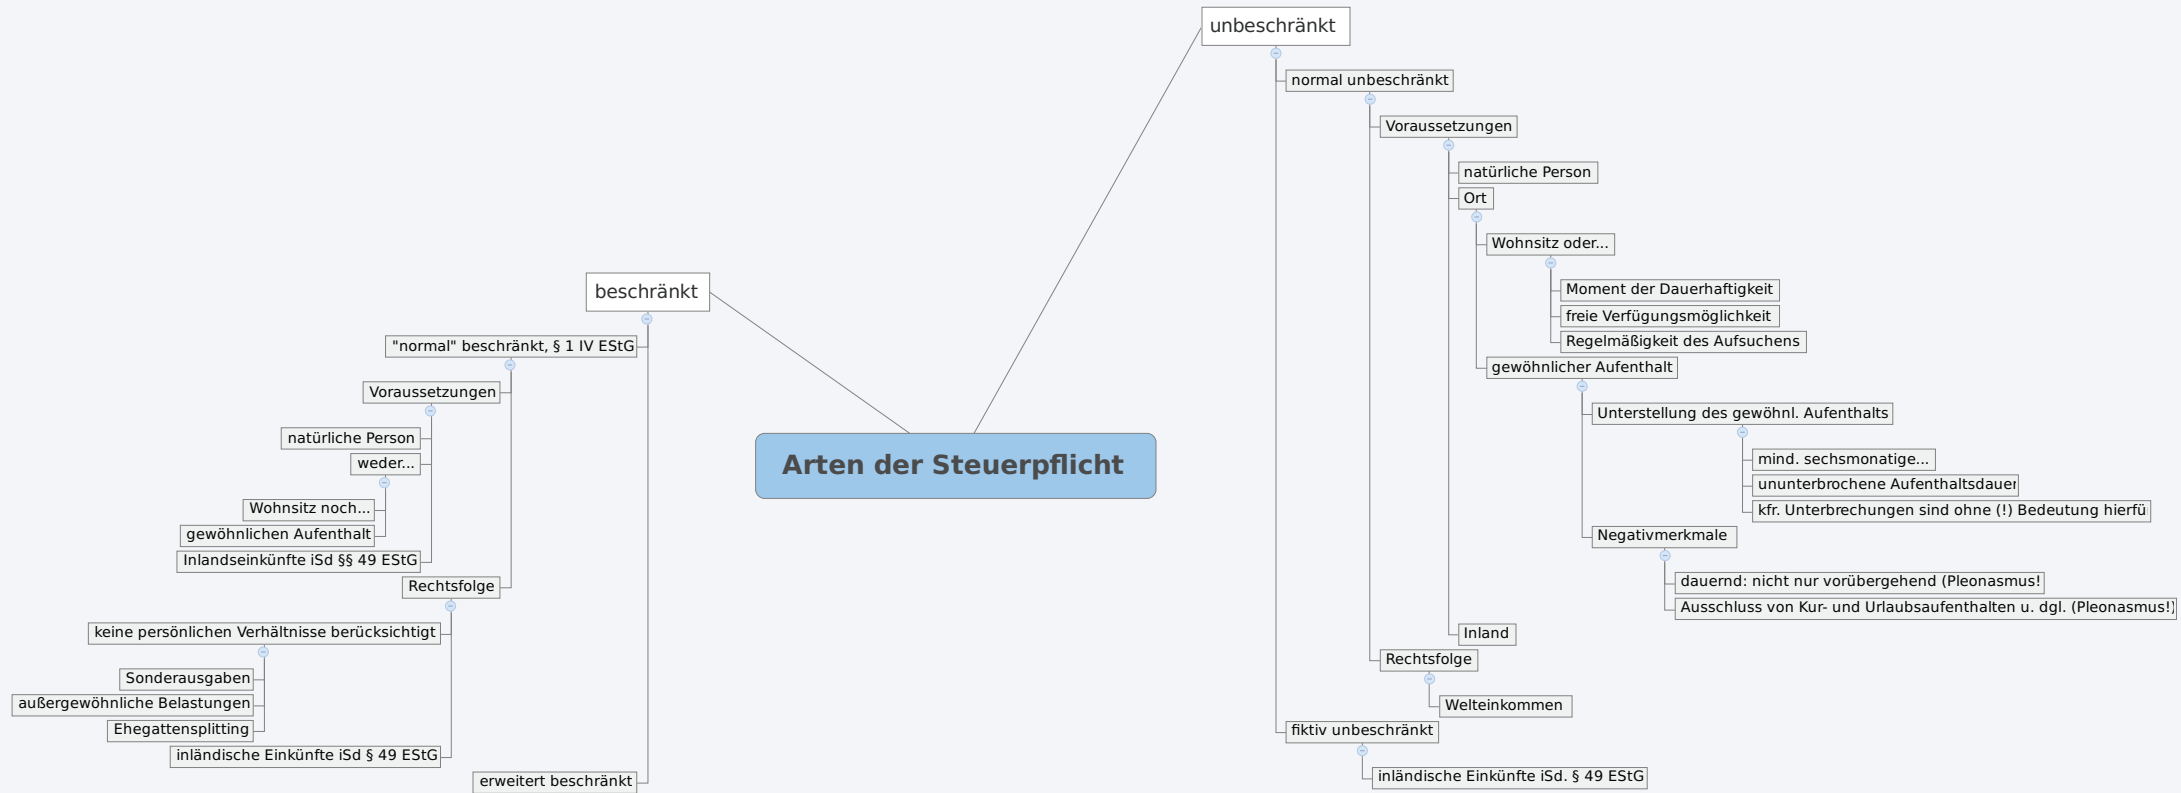 Arten der Steuerpflicht
unbeschränkt
normal unbeschränkt
Voraussetzungen
natürliche Person
Ort
Wohnsitz oder...
Moment der Dauerhaftigkeit
freie Verfügungsmöglichkeit
Regelmäßigkeit des Aufsuchens
gewöhnlicher Aufenthalt
Unterstellung des gewöhnl. Aufenthalts
mind. sechsmonatige...
ununterbrochene Aufenthaltsdauer
kfr. Unterbrechungen sind ohne (!) Bedeutung hierfü
Negativmerkmale
dauernd: nicht nur vorübergehend (Pleonasmus!
Ausschluss von Kur- und Urlaubsaufenthalten u. dgl. (Pleonasmus!)
Inland
Rechtsfolge
Welteinkommen
fiktiv unbeschränkt
inländische Einkünfte iSd. § 49 EStG
beschränkt
"normal" beschränkt, § 1 IV EStG
Voraussetzungen
natürliche Person
weder...
Wohnsitz noch...
gewöhnlichen Aufenthalt
Inlandseinkünfte iSd §§ 49 EStG
Rechtsfolge
keine persönlichen Verhältnisse berücksichtigt
Sonderausgaben
außergewöhnliche Belastungen
Ehegattensplitting
inländische Einkünfte iSd § 49 EStG
erweitert beschränkt